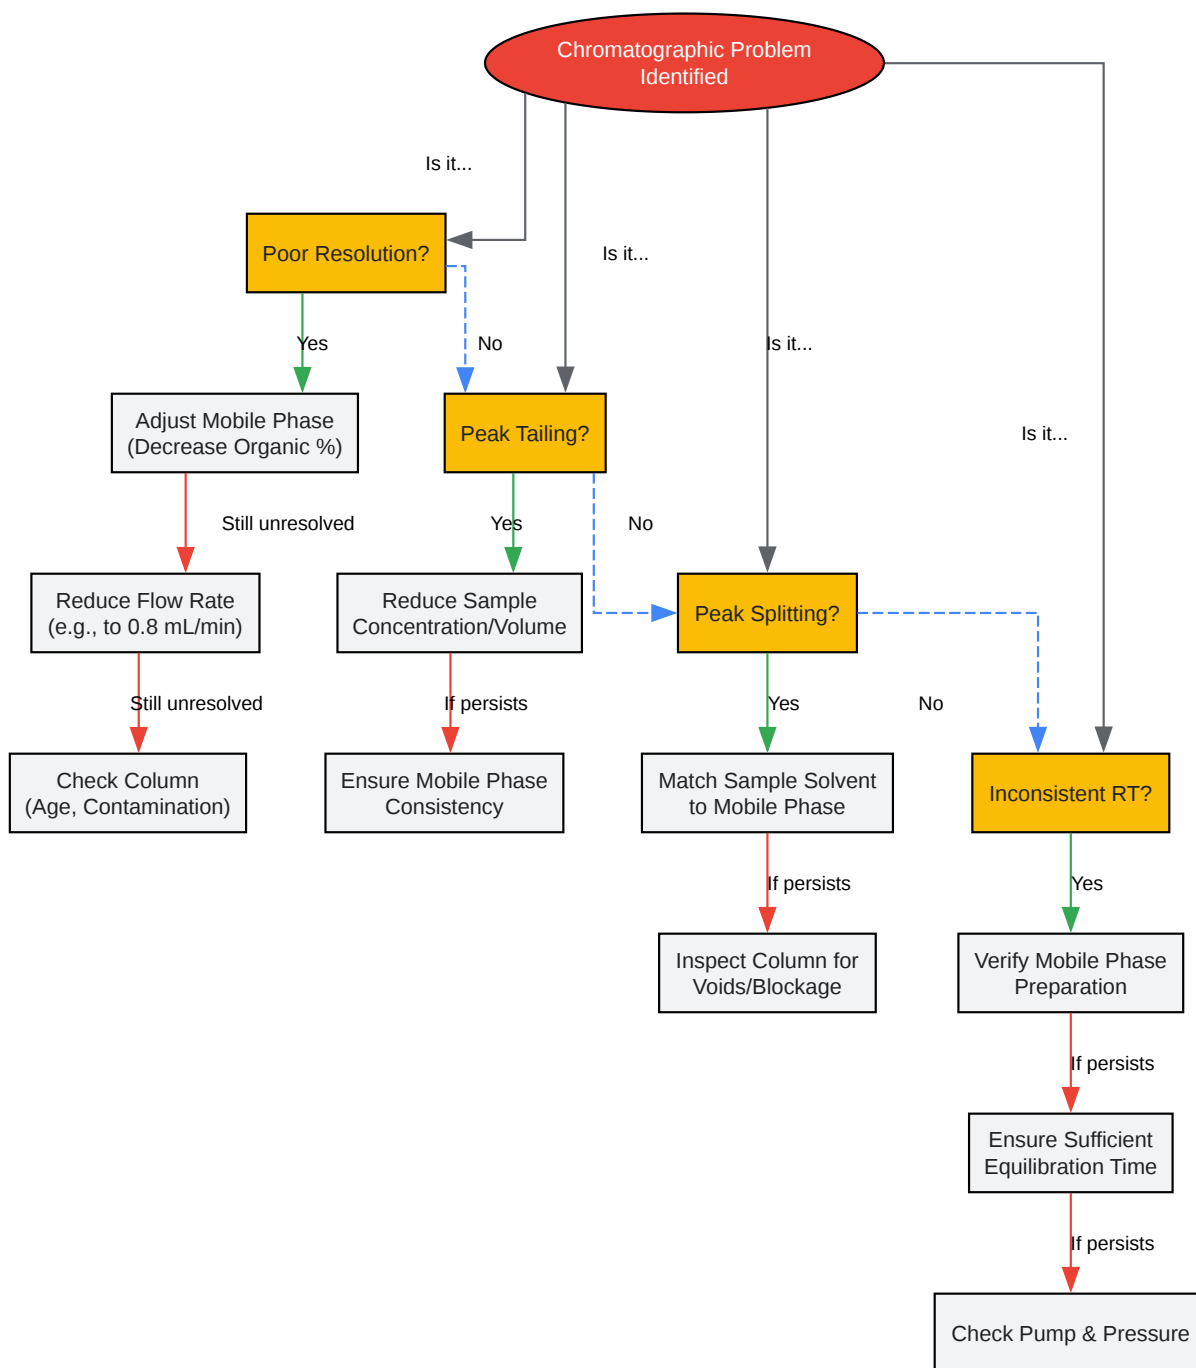 Chromatographic Problem
Identified
Is it...
Poor Resolution?
Is it...
Yes
No
Is it...
Adjust Mobile Phase
(Decrease Organic %)
Peak Tailing?
Is it...
Still unresolved
Yes
No
Reduce Flow Rate
(e.g., to 0.8 mL/min)
Reduce Sample
Concentration/Volume
Peak Splitting?
Still unresolved
If persists
Yes
No
Check Column
(Age, Contamination)
Ensure Mobile Phase
Consistency
Match Sample Solvent
to Mobile Phase
Inconsistent RT?
If persists
Yes
Inspect Column for
Voids/Blockage
Verify Mobile Phase
Preparation
If persists
Ensure Sufficient
Equilibration Time
If persists
Check Pump & Pressure